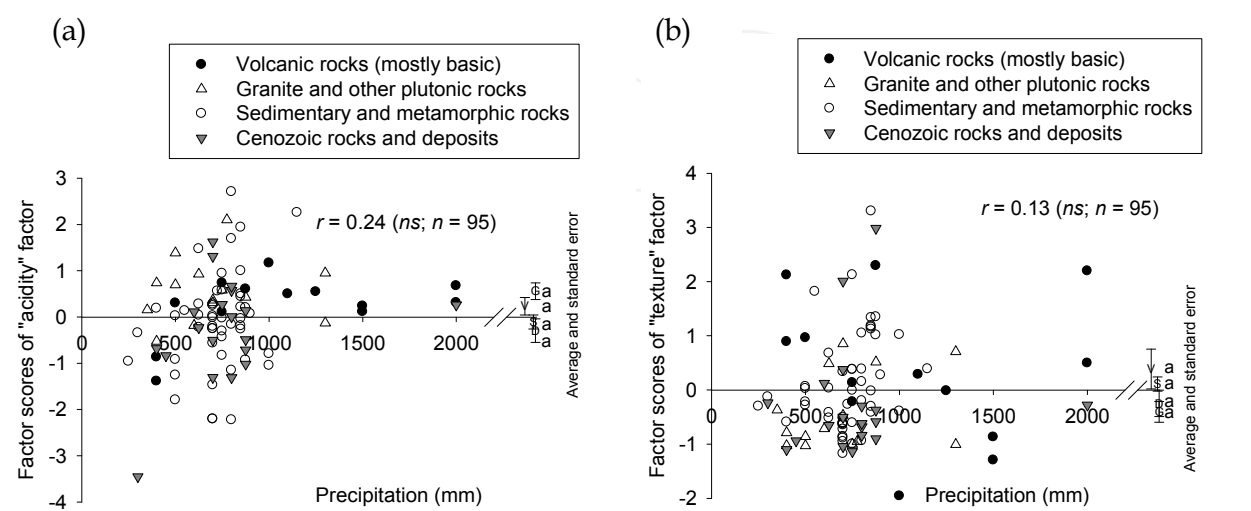 (a)
Volcanic rocks (mostly basic)
Granite and other plutonic rocks
Sedimentary and metamorphic rocks
Cenozoic rocks and deposits
Factor scores of "acidity" factor
3
2
1
0
-1
-2
-3
-4
r = 0.24 (ns; n = 95)
0 500 1000 1500 2000
Precipitation (mm)
a
a
a
a
Average and standard error
(b)
Volcanic rocks (mostly basic)
Granite and other plutonic rocks
Sedimentary and metamorphic rocks
Cenozoic rocks and deposits
Factor scores of "texture" factor
4
3
2
1
0
-1
-2
r = 0.13 (ns; n = 95)
0 500 1000 1500 2000
Precipitation (mm)
a
a
a
a
Average and standard error